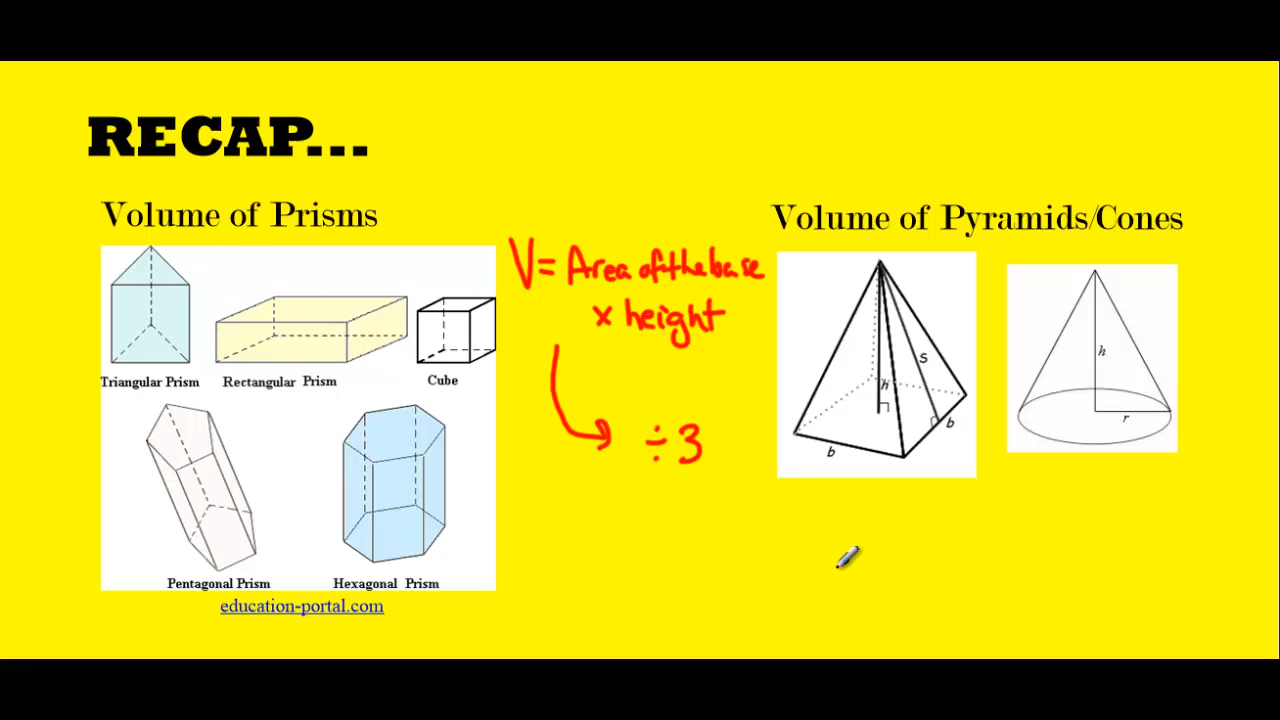 RECAP...
Volume of Prisms
Triangular Prism
Rectangular Prism
Cube
Pentagonal Prism
Hexagonal Prism
education-portal.com
V= Area of the base
x height
÷3
Volume of Pyramids/Cones
s
h
b
b
h
r